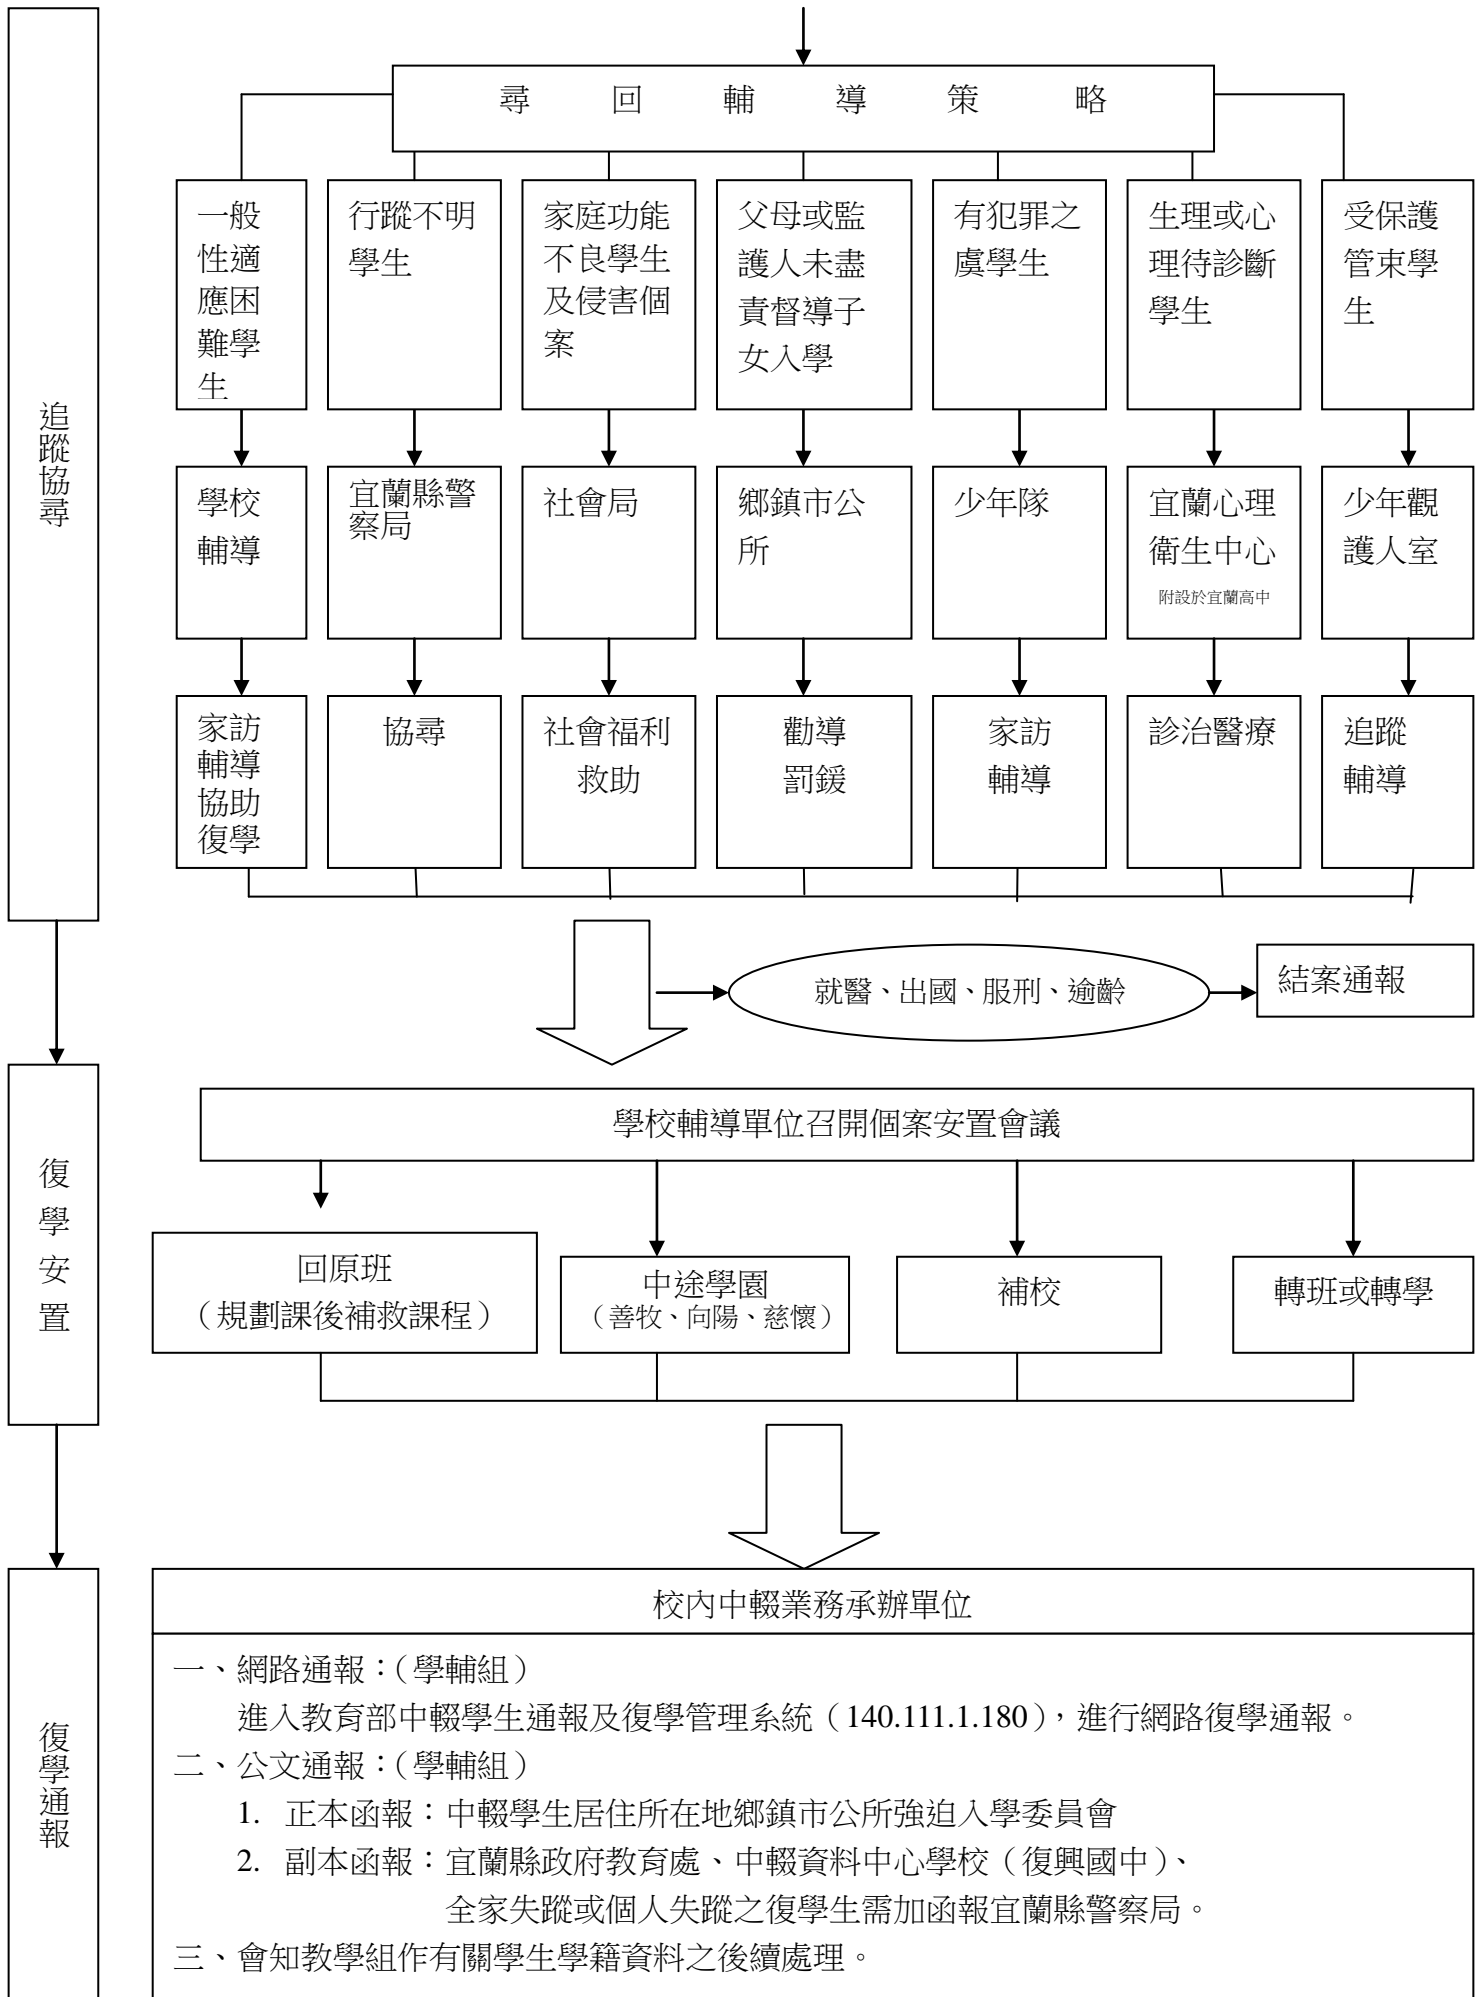 追蹤協尋
尋回輔導策略
一般
性適
應困
難學
生
行蹤不明
學生
家庭功能
不良學生
及侵害個
案
父母或監
護人未盡
責督導子
女入學
有犯罪之
虞學生
生理或心
理待診斷
學生
受保護
管束學
生
學校
輔導
宜蘭縣警
察局
社會局
鄉鎮市公
所
少年隊
宜蘭心理
衛生中心
附設於宜蘭高中
少年觀
護人室
家訪
輔導
協助
復學
協尋
社會福利
救助
勸導
罰鍰
家訪
輔導
診治醫療
追蹤
輔導
就醫、出國、服刑、逾齡
結案通報
復學安置
學校輔導單位召開個案安置會議
回原班
（規劃課後補救課程）
中途學園
（善牧、向陽、慈懷）
補校
轉班或轉學
復學通報
校內中輟業務承辦單位
一、網路通報：（學輔組）
進入教育部中輟學生通報及復學管理系統（140.111.1.180），進行網路復學通報。
二、公文通報：（學輔組）
1. 正本函報：中輟學生居住所在地鄉鎮市公所強迫入學委員會
2. 副本函報：宜蘭縣政府教育處、中輟資料中心學校（復興國中）、
全家失蹤或個人失蹤之復學生需加函報宜蘭縣警察局。
三、會知教學組作有關學生學籍資料之後續處理。